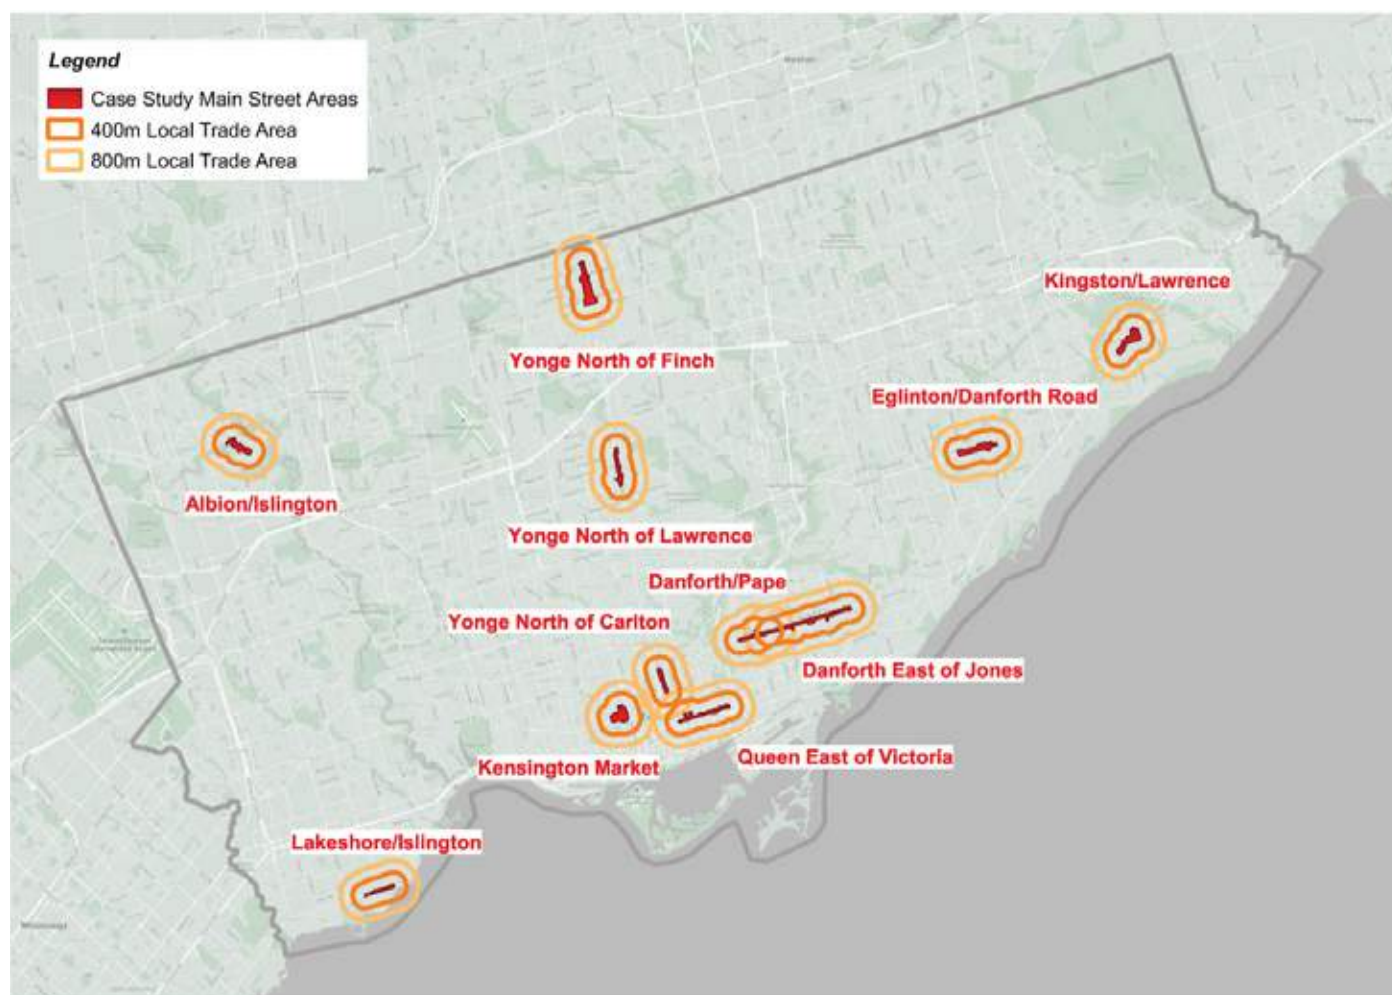 Legend
Case Study Main Street Areas
400m Local Trade Area
800m Local Trade Area
Kingston/Lawrence
Yonge North of Finch
Eglinton/Danforth Road
Albion/Islington
Yonge North of Lawrence
Danforth/Pape
Yonge North of Carlton
Danforth East of Jones
Queen East of Victoria
Kensington Market
Lakeshore/Islington